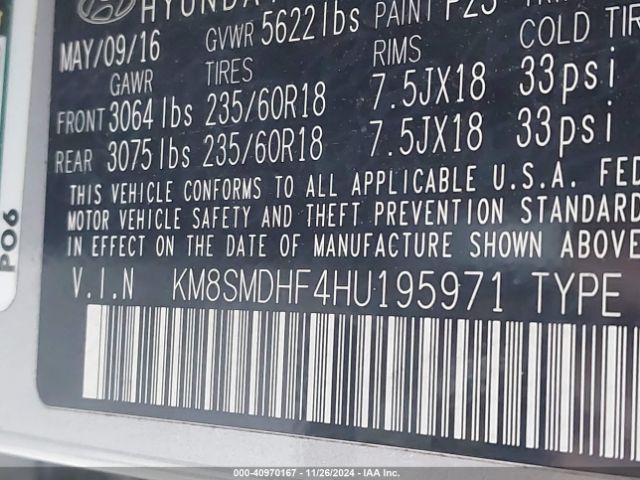 HYUNDAI
MAY/09/16 GVWR 5622 lbs PAINT
GAWR TIRES RIMS COLD TIR
FRONT 3064 lbs 235/60R18 7.5JX18 33psi
REAR 3075 lbs 235/60R18 7.5JX18 33psi
THIS VEHICLE CONFORMS TO ALL APPLICABLE U.S.A. FED
MOTOR VEHICLE SAFETY AND THEFT PREVENTION STANDARD
IN EFFECT ON THE DATE OF MANUFACTURE SHOWN ABOVE
V.I.N KM8SMDHF4HU195971 TYPE
PO6
000-40970167 - 11/26/2024 - IAA Inc.